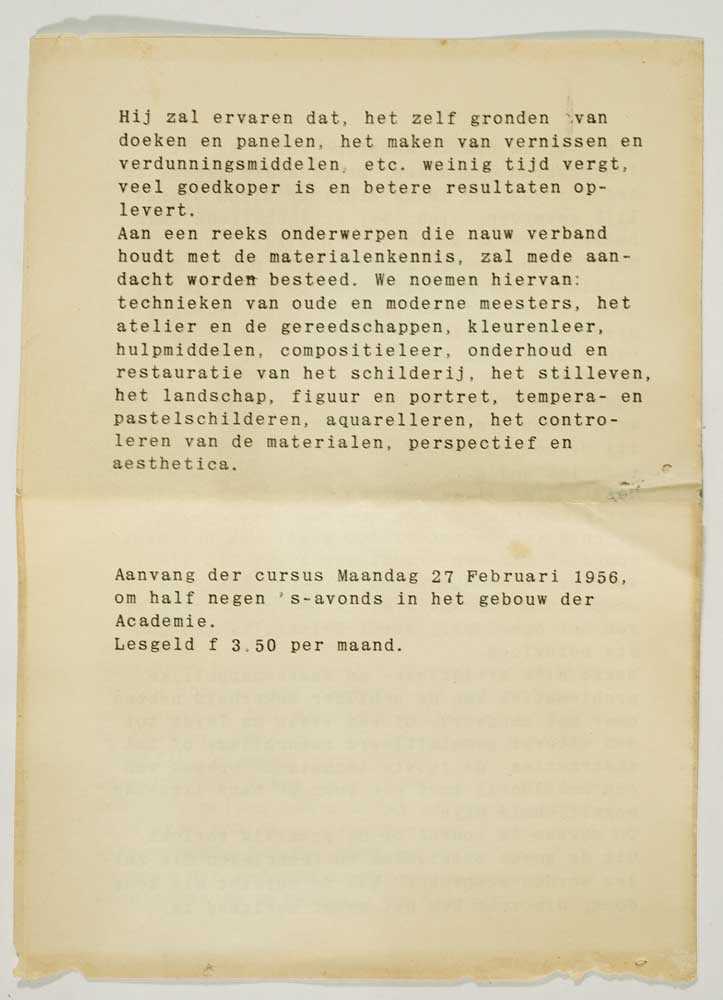 Hij zal ervaren dat, het zelf gronden van
doeken en panelen, het maken van vernissen en
verdunningsmiddelen, etc. weinig tijd vergt,
veel goedkoper is en betere resultaten op-
levert.
Aan een reeks onderwerpen die nauw verband
houdt met de materialenkennis, zal mede aan-
dacht worden besteed. We noemen hiervan:
technieken van oude en moderne meesters, het
atelier en de gereedschappen, kleurenleer,
hulpmiddelen, compositieleer, onderhoud en
restauratie van het schilderij, het stilleven,
het landschap, figuur en portret, tempera- en
pastelschilderen, aquarelleren, het contro-
leren van de materialen, perspectief en
aesthetica.
Aanvang der cursus Maandag 27 Februari 1956,
om half negen 's-avonds in het gebouw der
Academie.
Lesgeld f 3.50 per maand.